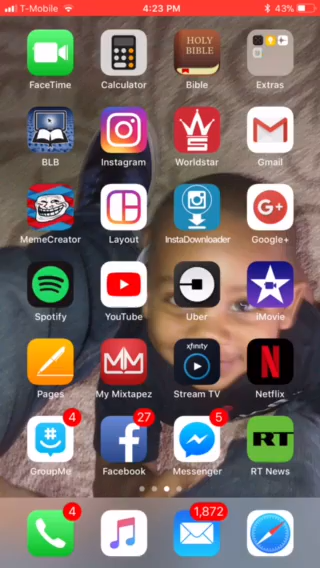 T-Mobile 4:23 PM 43%
HOLY
BIBLE
FaceTime Calculator Bible Extras
BLB Instagram Worldstar Gmail
G+
MemeCreator Layout InstaDownloader Google+
Spotify YouTube Uber iMovie
xfinity
Pages My Mixtapez Stream TV Netflix
4 27 5
RT
GroupMe Facebook Messenger RT News
4 1,872